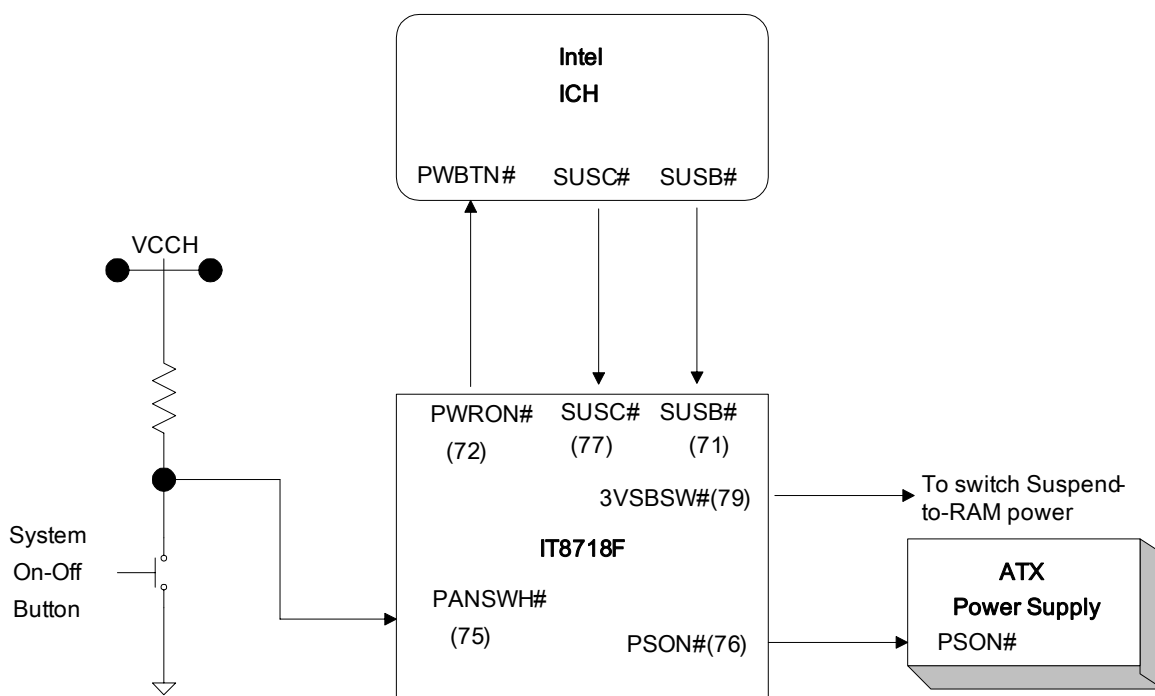 Intel
ICH
PWBTN# SUSC# SUSB#
VCCH
PWRON# SUSC# SUSB#
(72) (77) (71)
3VSBSW#(79)
To switch Suspend-
to-RAM power
System
On-Off
Button
IT8718F
PANSWH#
(75)
PSON#(76)
ATX
Power Supply
PSON#